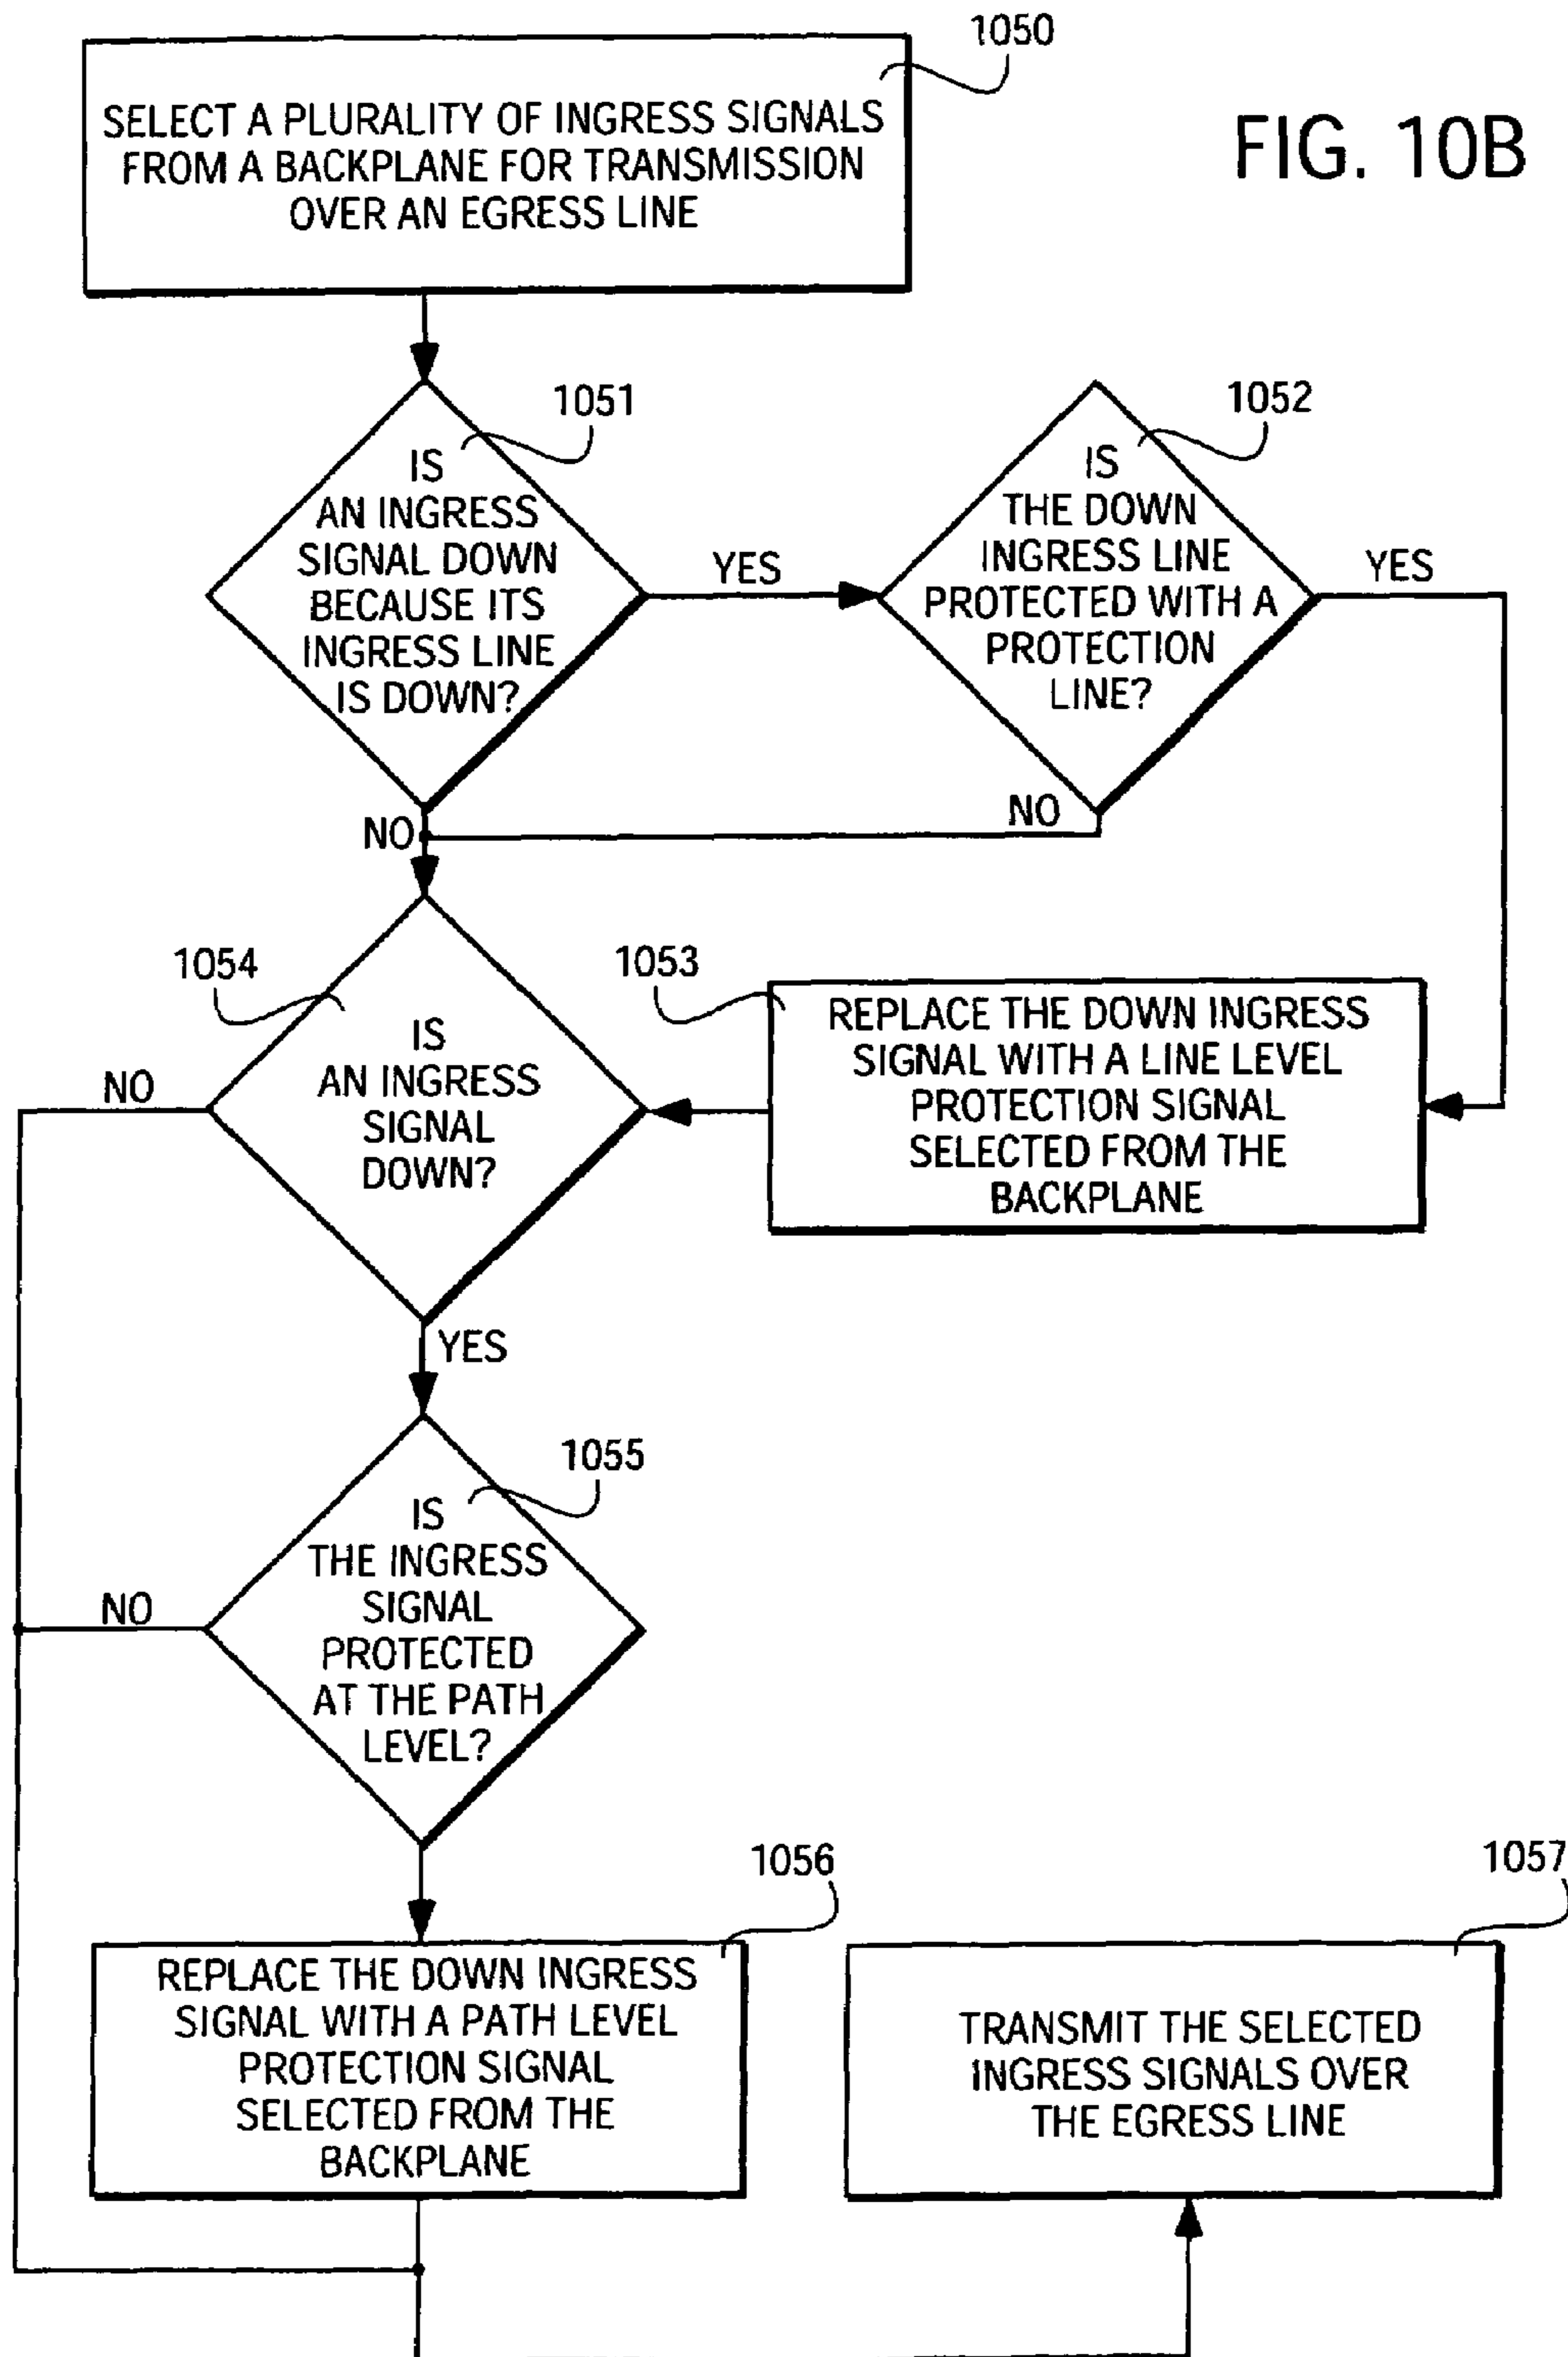 1050
FIG. 10B
SELECT A PLURALITY OF INGRESS SIGNALS
FROM A BACKPLANE FOR TRANSMISSION
OVER AN EGRESS LINE
1051
IS
AN INGRESS
SIGNAL DOWN
BECAUSE ITS
INGRESS LINE
IS DOWN?
YES
NO
1052
IS
THE DOWN
INGRESS LINE
PROTECTED WITH A
PROTECTION
LINE?
YES
NO
1053
REPLACE THE DOWN INGRESS
SIGNAL WITH A LINE LEVEL
PROTECTION SIGNAL
SELECTED FROM THE
BACKPLANE
1054
IS
AN INGRESS
SIGNAL
DOWN?
NO
YES
1055
IS
THE INGRESS
SIGNAL
PROTECTED
AT THE PATH
LEVEL?
NO
1056
REPLACE THE DOWN INGRESS
SIGNAL WITH A PATH LEVEL
PROTECTION SIGNAL
SELECTED FROM THE
BACKPLANE
1057
TRANSMIT THE SELECTED
INGRESS SIGNALS OVER
THE EGRESS LINE